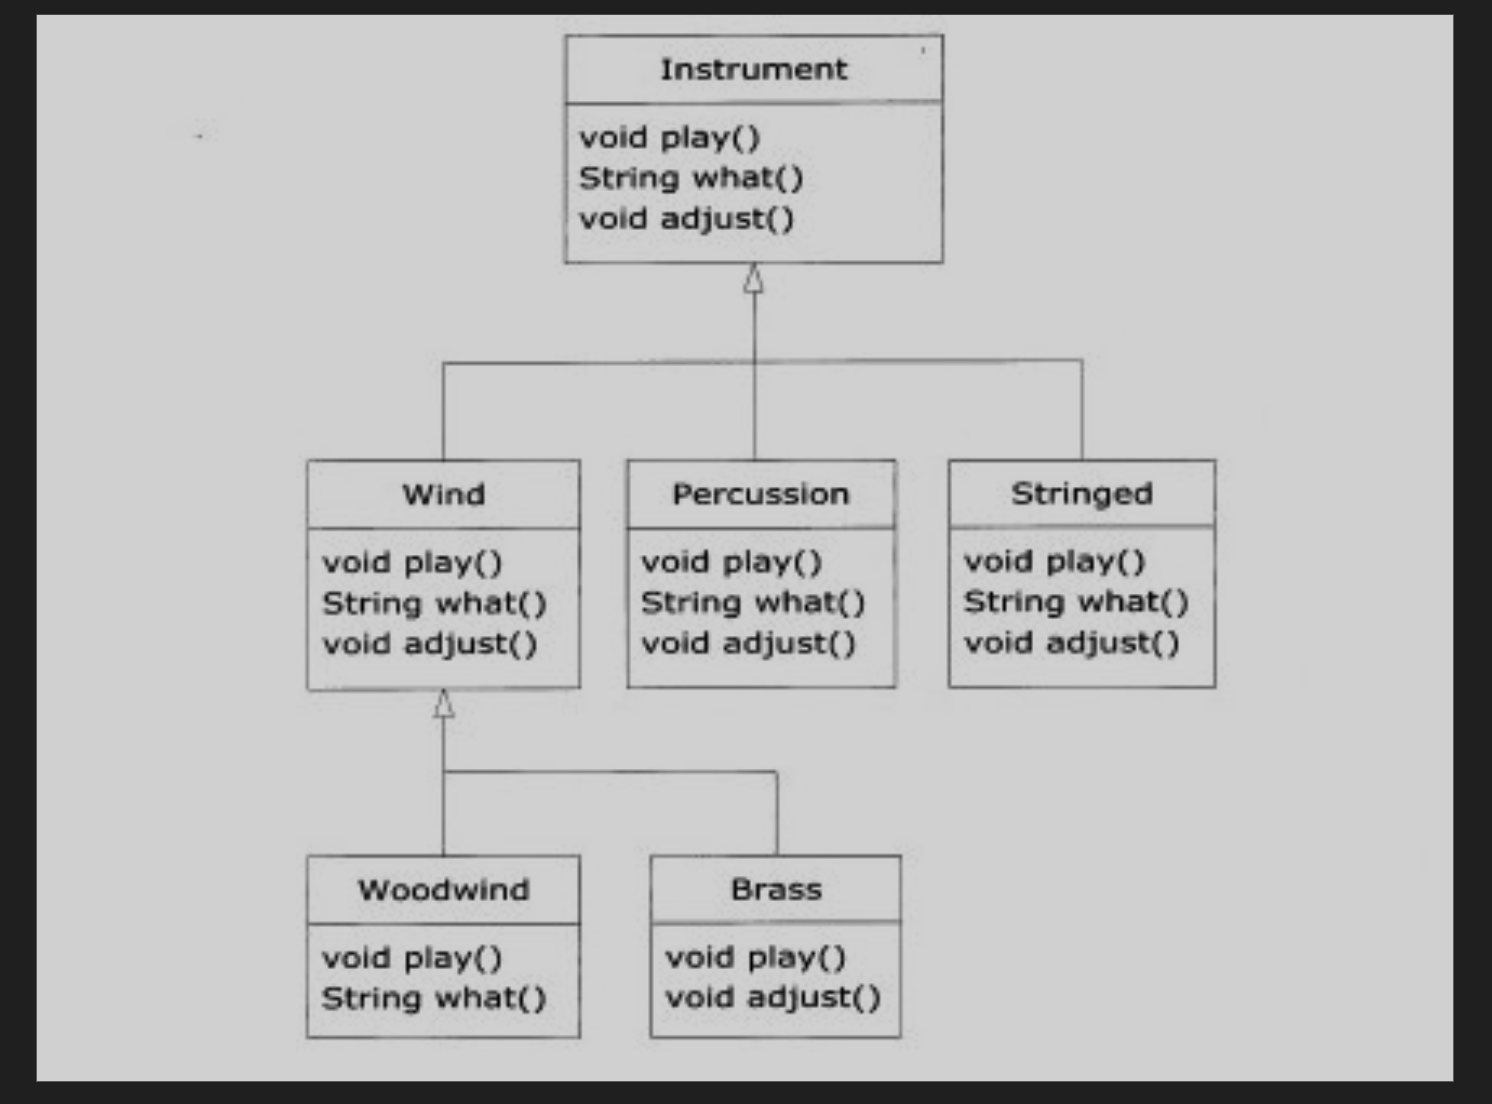 Instrument
void play()
String what()
void adjust()
Wind
void play()
String what()
void adjust()
Percussion
void play()
String what()
void adjust()
Stringed
void play()
String what()
void adjust()
Woodwind
void play()
String what()
Brass
void play()
void adjust()